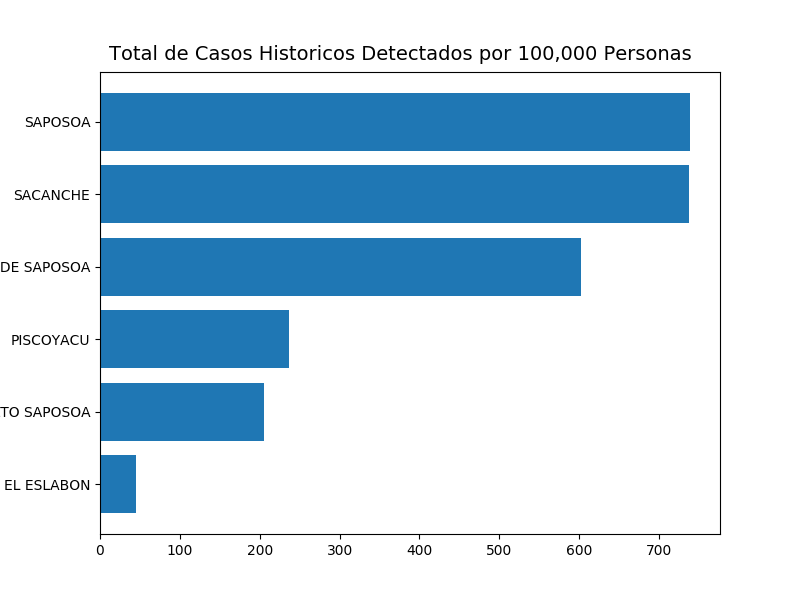 Total de Casos Historicos Detectados por 100,000 Personas
SAPOSOA
SACANCHE
DE SAPOSOA
PISCOYACU
TO SAPOSOA
EL ESLABON
0 100 200 300 400 500 600 700